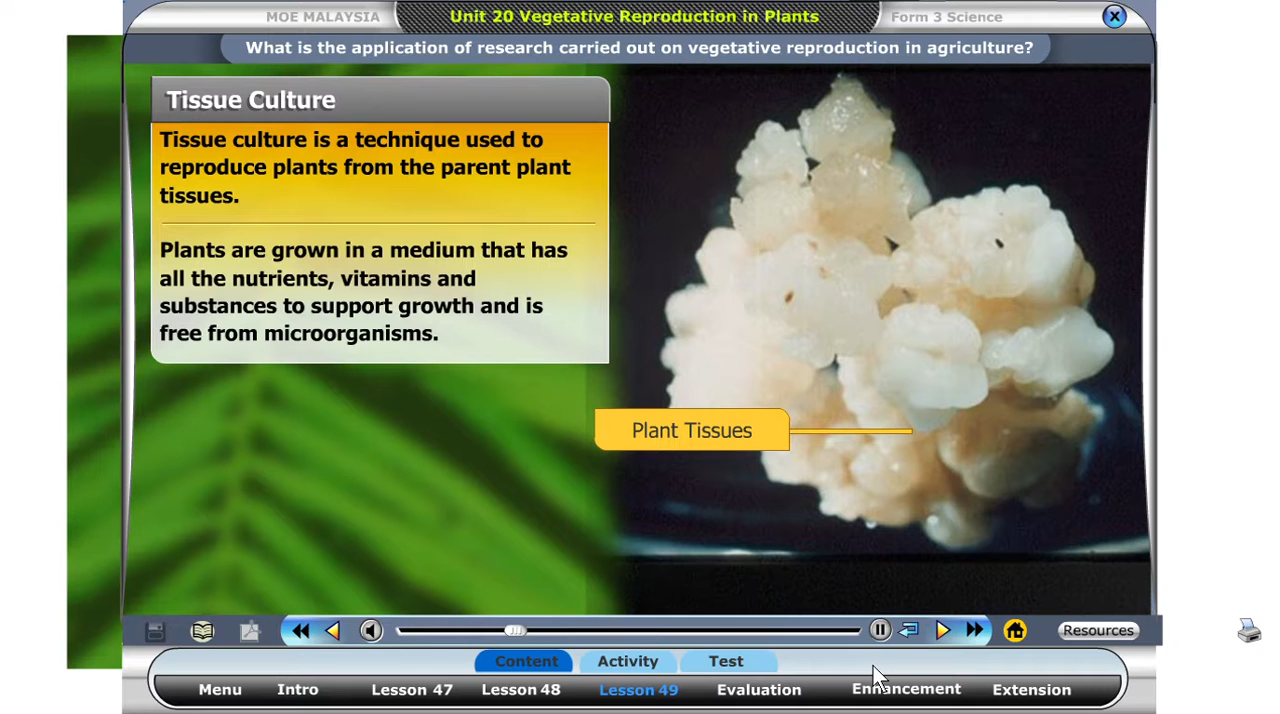 MOE MALAYSIA
Unit 20 Vegetative Reproduction in Plants
Form 3 Science
What is the application of research carried out on vegetative reproduction in agriculture?
Tissue Culture
Tissue culture is a technique used to
reproduce plants from the parent plant
tissues.
Plants are grown in a medium that has
all the nutrients, vitamins and
substances to support growth and is
free from microorganisms.
Plant Tissues
Resources
Content
Activity
Test
Menu
Intro
Lesson 47
Lesson 48
Lesson 49
Evaluation
Enhancement
Extension